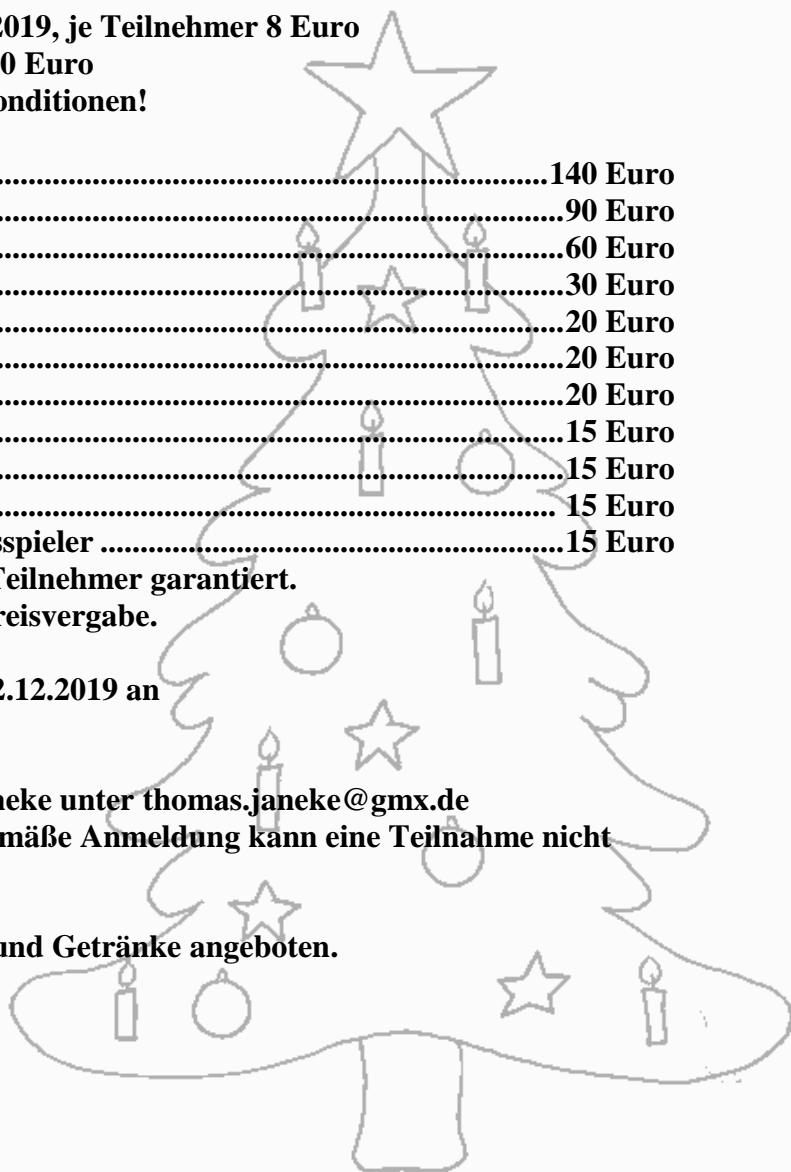 2019, je Teilnehmer 8 Euro
0 Euro
onditionen!
..........140 Euro
..........90 Euro
..........60 Euro
..........30 Euro
..........20 Euro
..........20 Euro
..........20 Euro
..........15 Euro
..........15 Euro
.......... 15 Euro
sspieler ..........15 Euro
Teilnehmer garantiert.
reisvergabe.
2.12.2019 an
neke unter thomas.janeke@gmx.de
mäße Anmeldung kann eine Teilnahme nicht
und Getränke angeboten.